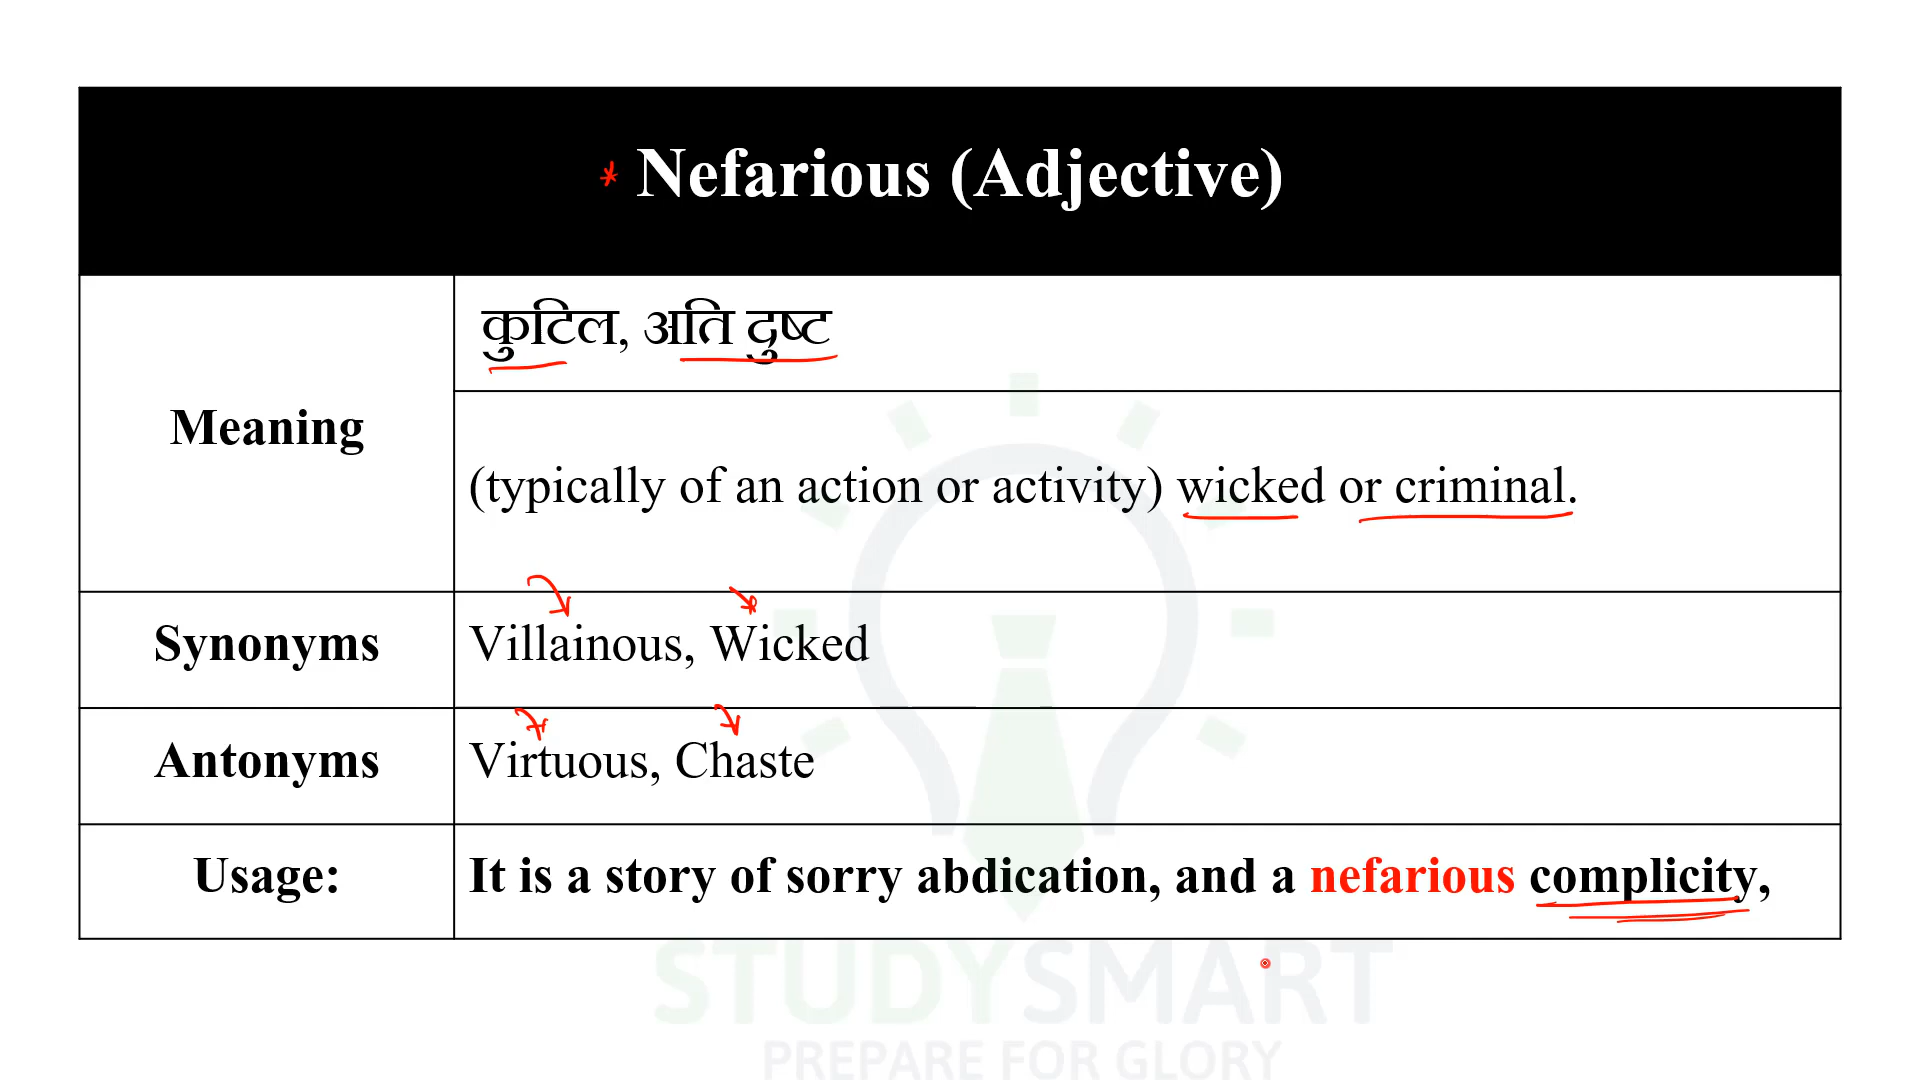 Nefarious (Adjective)
Meaning
कुटिल, अति दुष्ट
(typically of an action or activity) wicked or criminal.
Synonyms
Villainous, Wicked
Antonyms
Virtuous, Chaste
Usage:
It is a story of sorry abdication, and a nefarious complicity,
STUDYSMART
PREPARE FOR GLORY